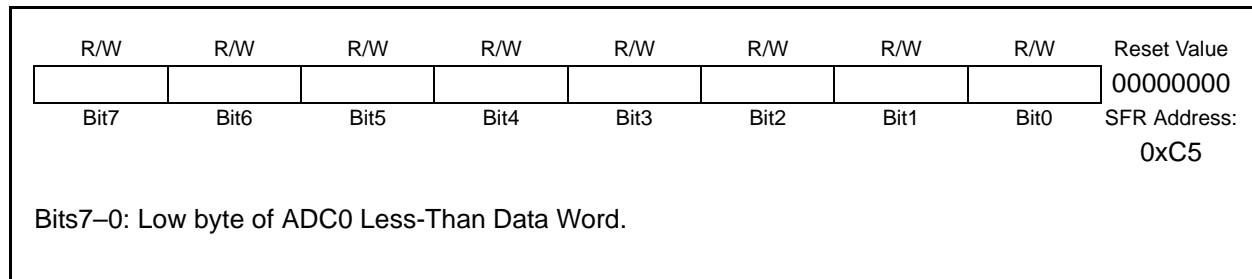 R/W R/W R/W R/W R/W R/W R/W R/W Reset Value
00000000
Bit7 Bit6 Bit5 Bit4 Bit3 Bit2 Bit1 Bit0 SFR Address:
0xC5
Bits7–0: Low byte of ADC0 Less-Than Data Word.